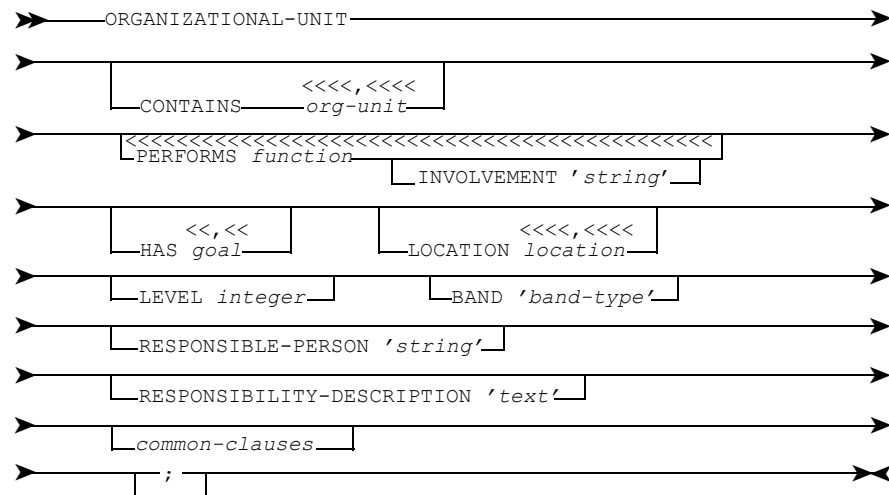 ORGANIZATIONAL-UNIT
<<<<,<<<<
CONTAINS org-unit
<<<<<<<<<<<<<<<<<<<<<<<<<<<<<<<<<<<<<<<<<<<<<
PERFORMS function
INVOLVEMENT 'string'
<<,<< <<<<,<<<<
HAS goal LOCATION location
LEVEL integer BAND 'band-type'
RESPONSIBLE-PERSON 'string'
RESPONSIBILITY-DESCRIPTION 'text'
common-clauses
;